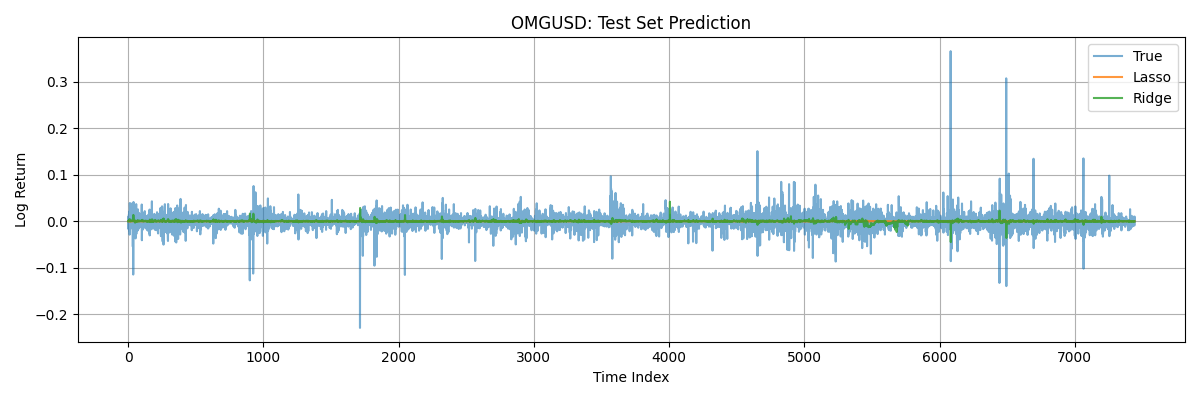 OMGUSD: Test Set Prediction
True
Lasso
Ridge
Log Return
0.3
0.2
0.1
0.0
−0.1
−0.2
0 1000 2000 3000 4000 5000 6000 7000
Time Index